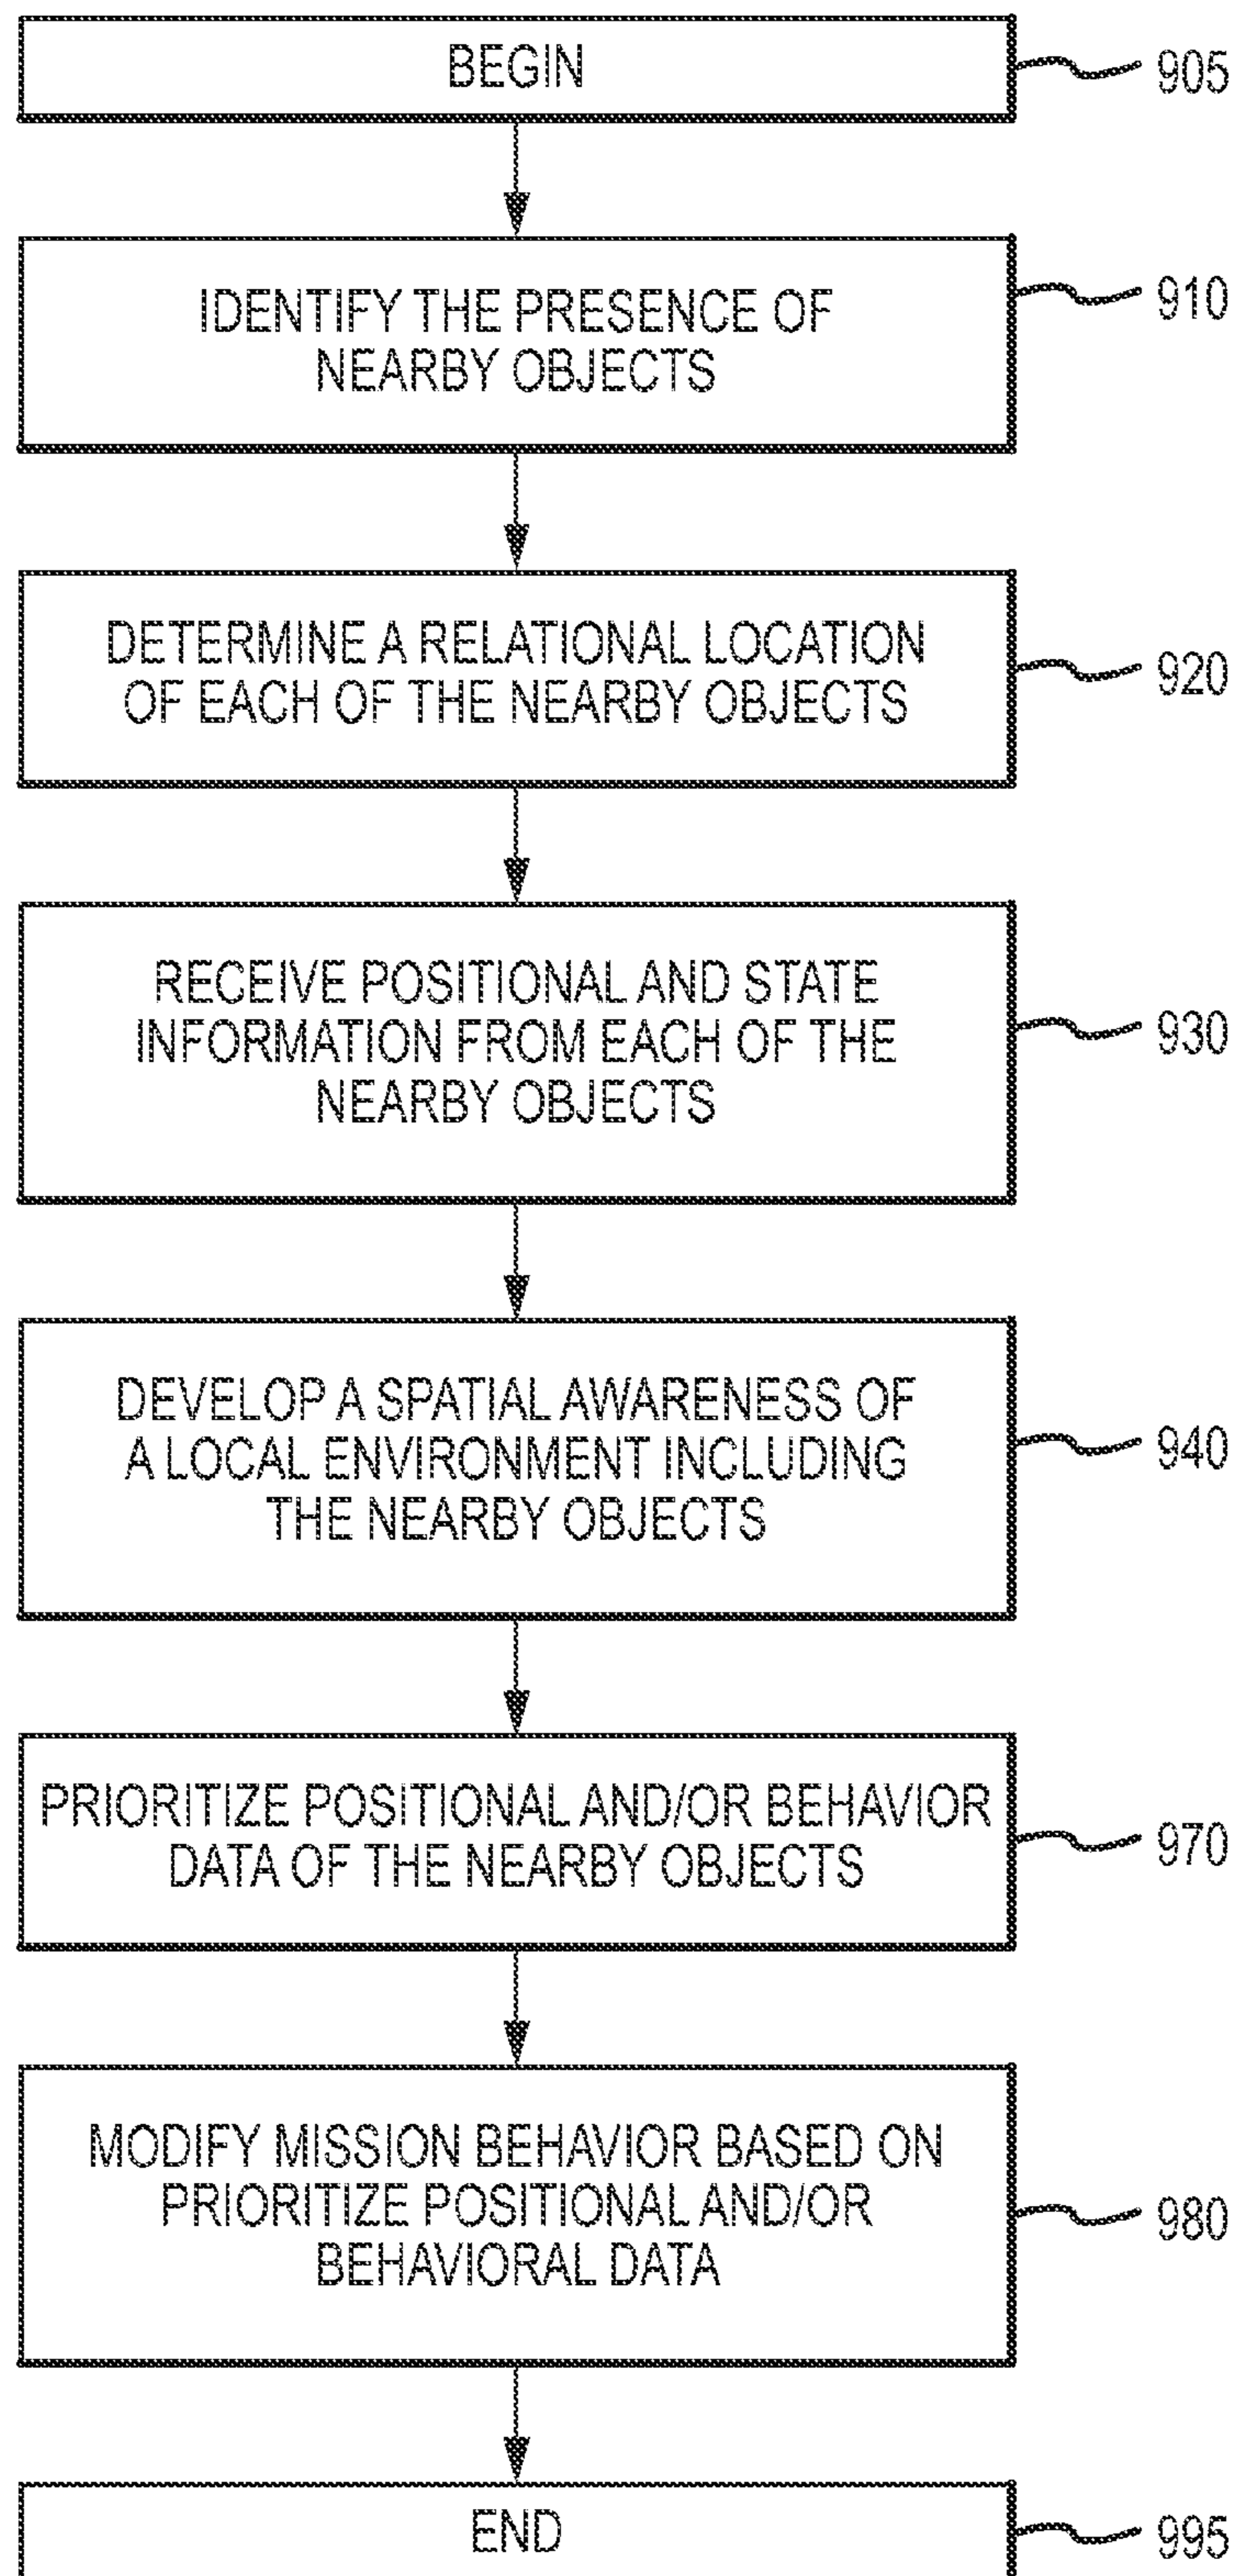 BEGIN
905
IDENTIFY THE PRESENCE OF
NEARBY OBJECTS
910
DETERMINE A RELATIONAL LOCATION
OF EACH OF THE NEARBY OBJECTS
920
RECEIVE POSITIONAL AND STATE
INFORMATION FROM EACH OF THE
NEARBY OBJECTS
930
DEVELOP A SPATIAL AWARENESS OF
A LOCAL ENVIRONMENT INCLUDING
THE NEARBY OBJECTS
940
PRIORITIZE POSITIONAL AND/OR BEHAVIOR
DATA OF THE NEARBY OBJECTS
970
MODIFY MISSION BEHAVIOR BASED ON
PRIORITIZE POSITIONAL AND/OR
BEHAVIORAL DATA
980
END
995